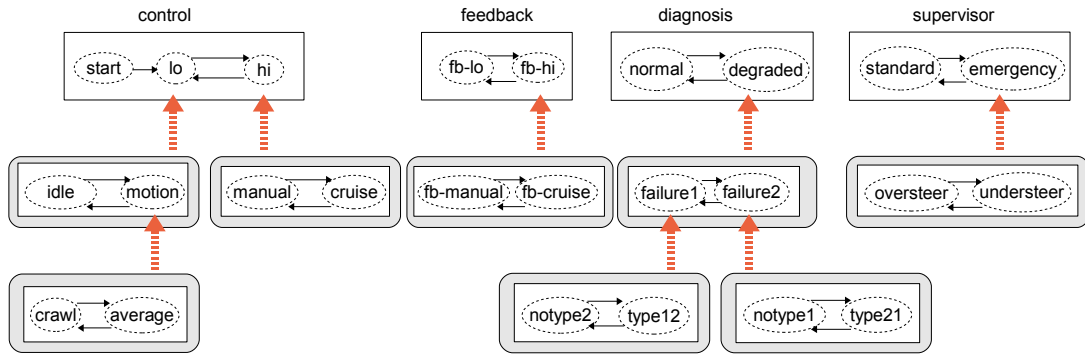 control feedback diagnosis supervisor
start lo hi fb-lo fb-hi normal degraded standard emergency
idle motion manual cruise fb-manual fb-cruise failure1 failure2 oversteer understeer
crawl average notype2 type12 notype1 type21